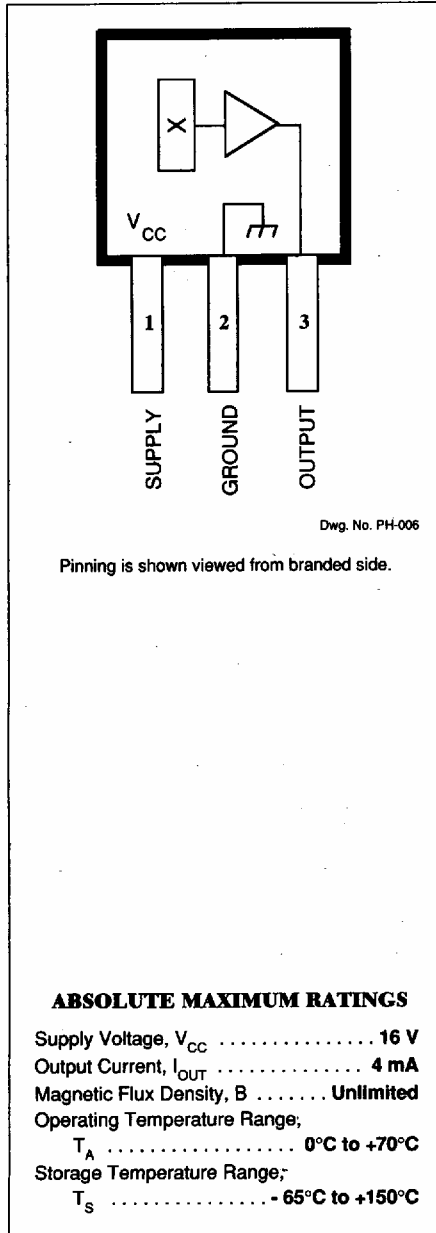 X
V CC
1 2 3
SUPPLY
GROUND
OUTPUT
Dwg. No. PH-006
Pinning is shown viewed from branded side.
ABSOLUTE MAXIMUM RATINGS
Supply Voltage, V CC ............... 16 V
Output Current, I OUT .............. 4 mA
Magnetic Flux Density, B ....... Unlimited
Operating Temperature Range,
T A .................. 0°C to +70°C
Storage Temperature Range,
T S ............... - 65°C to +150°C